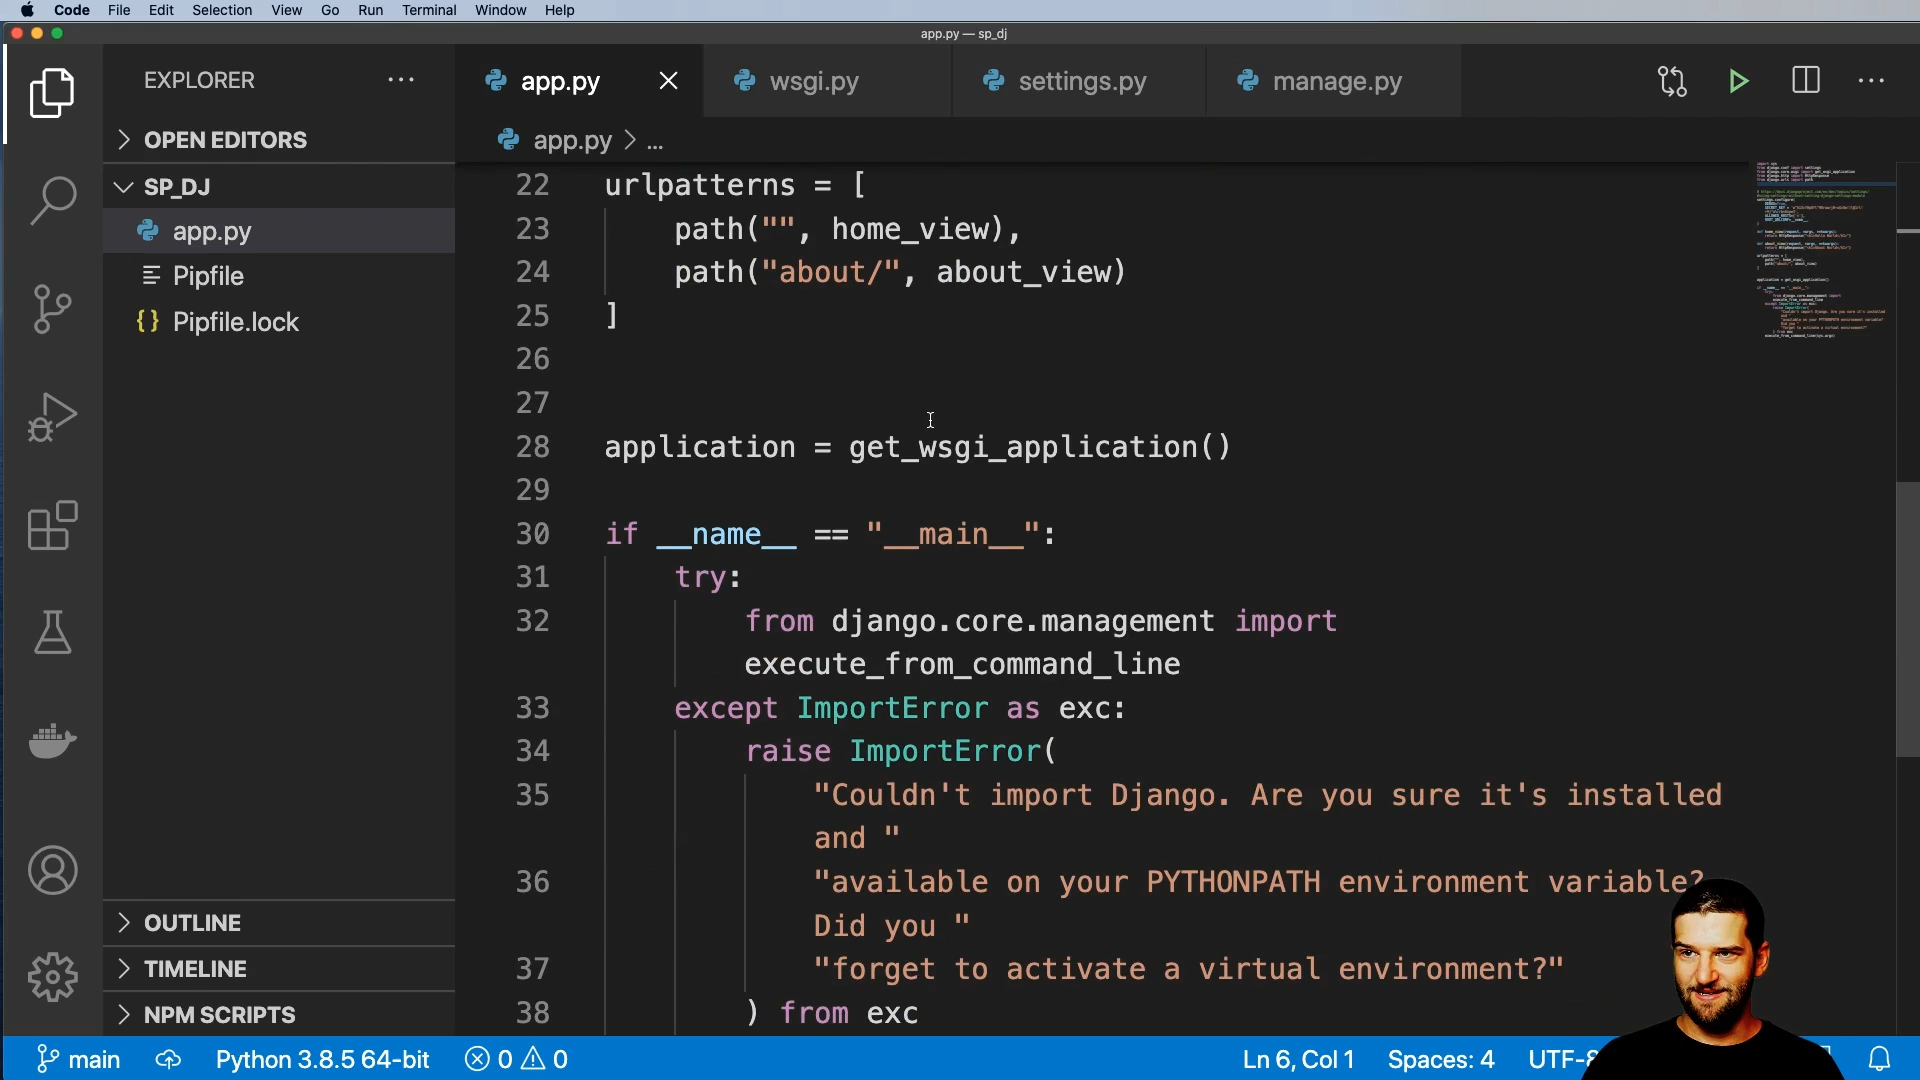 Code File Edit Selection View Go Run Terminal Window Help
app.py — sp_dj
EXPLORER
OPEN EDITORS
SP_DJ
app.py
Pipfile
{} Pipfile.lock
OUTLINE
TIMELINE
NPM SCRIPTS
app.py wsgi.py settings.py manage.py
app.py > ...
22 urlpatterns = [
23 path("", home_view),
24 path("about/", about_view)
25 ]
26
27
28 application = get_wsgi_application()
29
30 if __name__ == "__main__":
31 try:
32 from django.core.management import
execute_from_command_line
33 except ImportError as exc:
34 raise ImportError(
35 "Couldn't import Django. Are you sure it's installed
and "
36 "available on your PYTHONPATH environment variable?
Did you "
37 "forget to activate a virtual environment?"
38 ) from exc
main Python 3.8.5 64-bit 0 0 Ln 6, Col 1 Spaces: 4 UTF-8